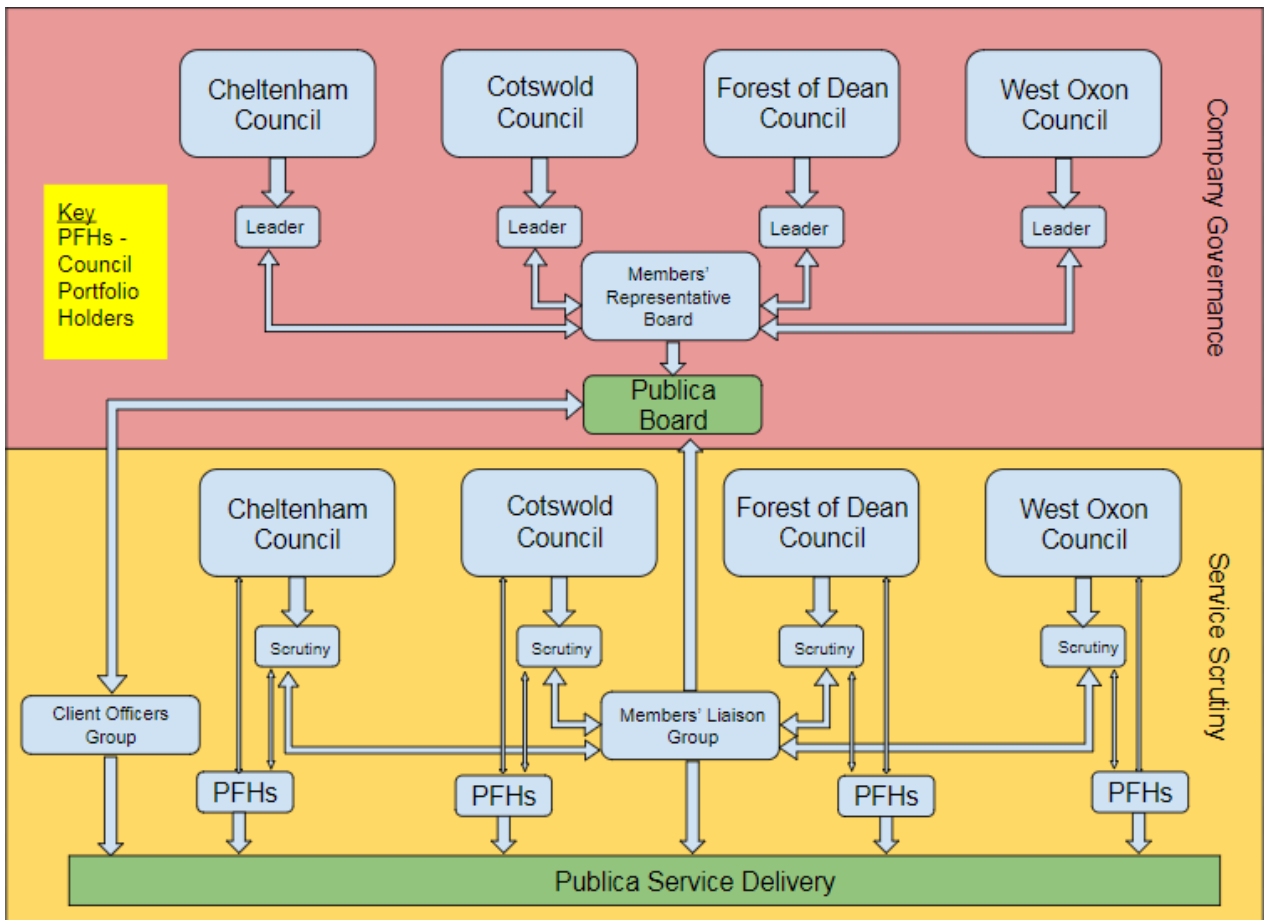 Cheltenham
Council
Cotswold
Council
Forest of Dean
Council
West Oxon
Council
Company Governance
Key
PFHs -
Council
Portfolio
Holders
Leader
Leader
Leader
Leader
Members'
Representative
Board
Publica
Board
Cheltenham
Council
Cotswold
Council
Forest of Dean
Council
West Oxon
Council
Service Scrutiny
Scrutiny
Scrutiny
Scrutiny
Scrutiny
Client Officers
Group
Members' Liaison
Group
PFHs
PFHs
PFHs
PFHs
Publica Service Delivery